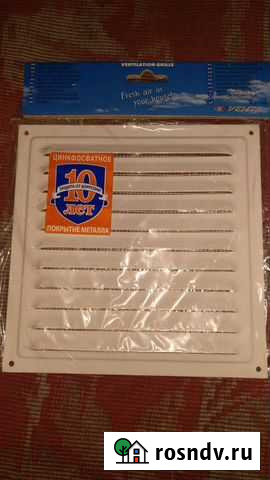 VENTILATION GRILLE
Fresh air in
your house!
ЦИНКФОСФАТНОЕ
10
лет
ПОКРЫТИЕ МЕТАЛЛА
rosndv.ru